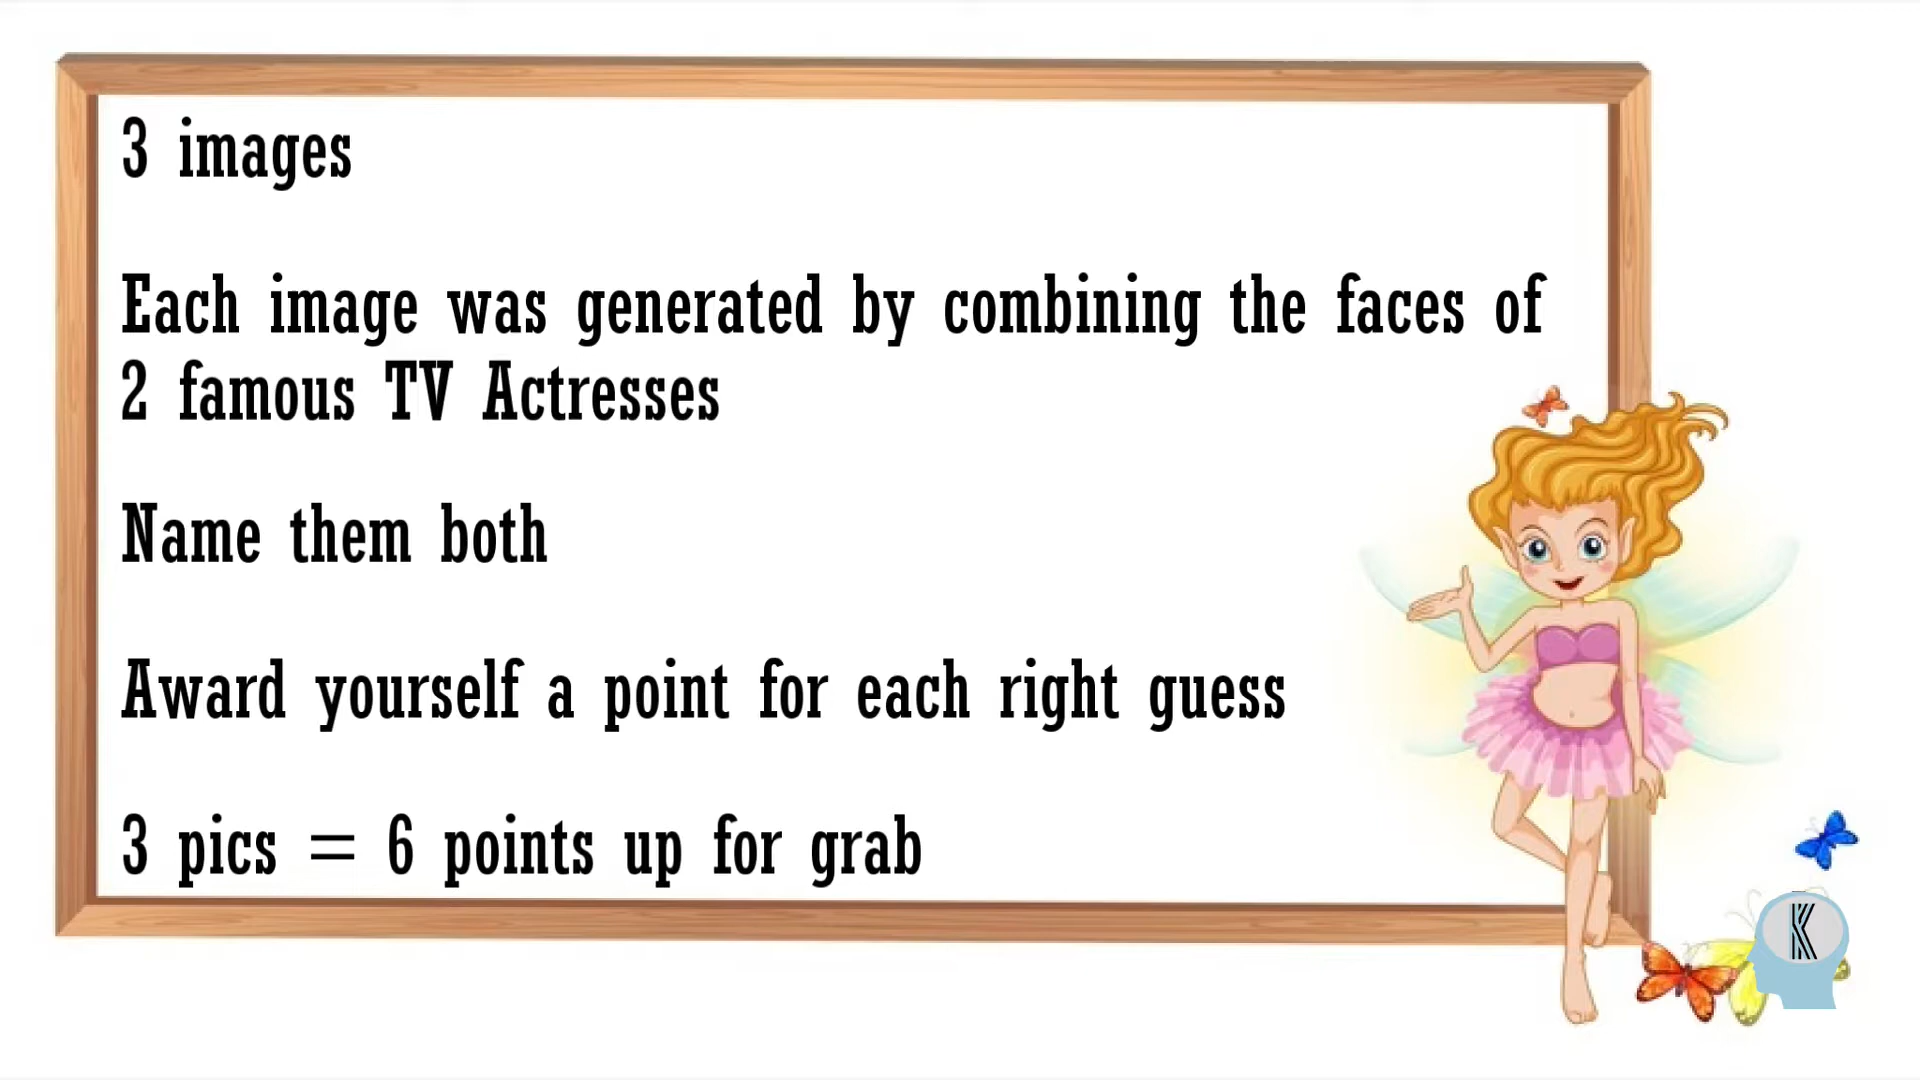 3 images
Each image was generated by combining the faces of
2 famous TV Actresses
Name them both
Award yourself a point for each right guess
3 pics = 6 points up for grab
K